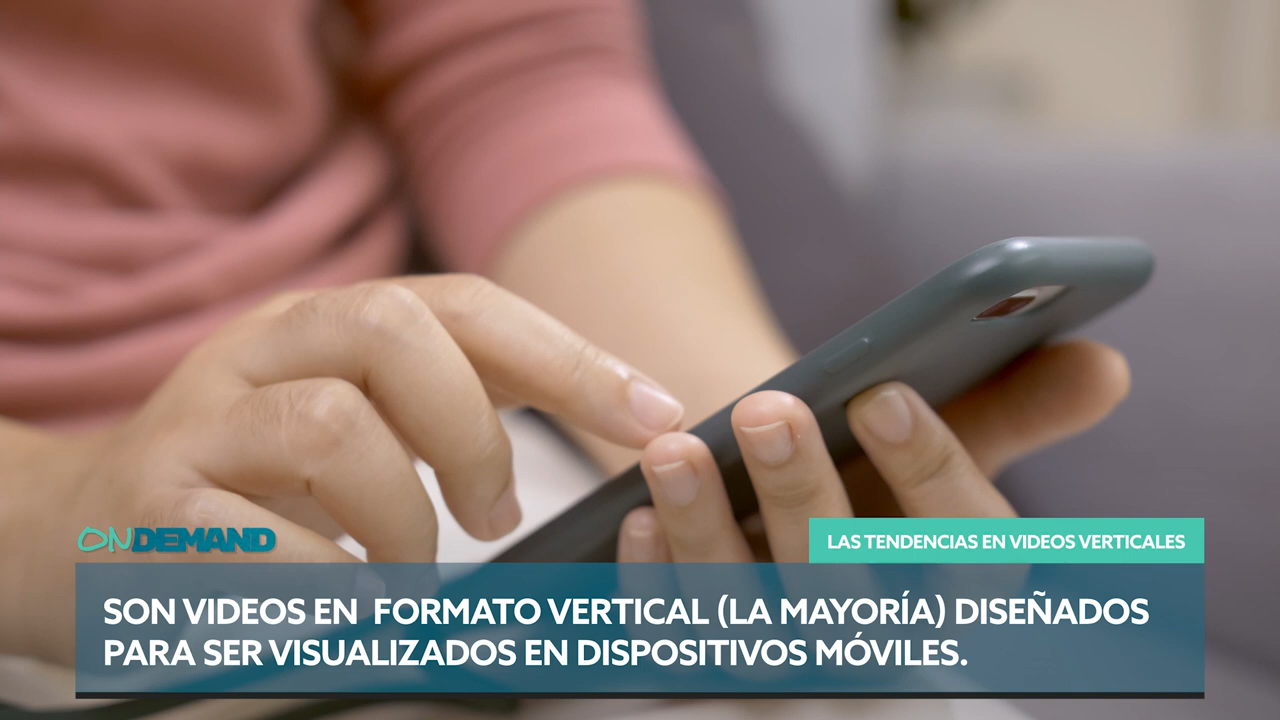 ONDEMAND
LAS TENDENCIAS EN VIDEOS VERTICALES
SON VIDEOS EN FORMATO VERTICAL (LA MAYORÍA) DISEÑADOS
PARA SER VISUALIZADOS EN DISPOSITIVOS MÓVILES.